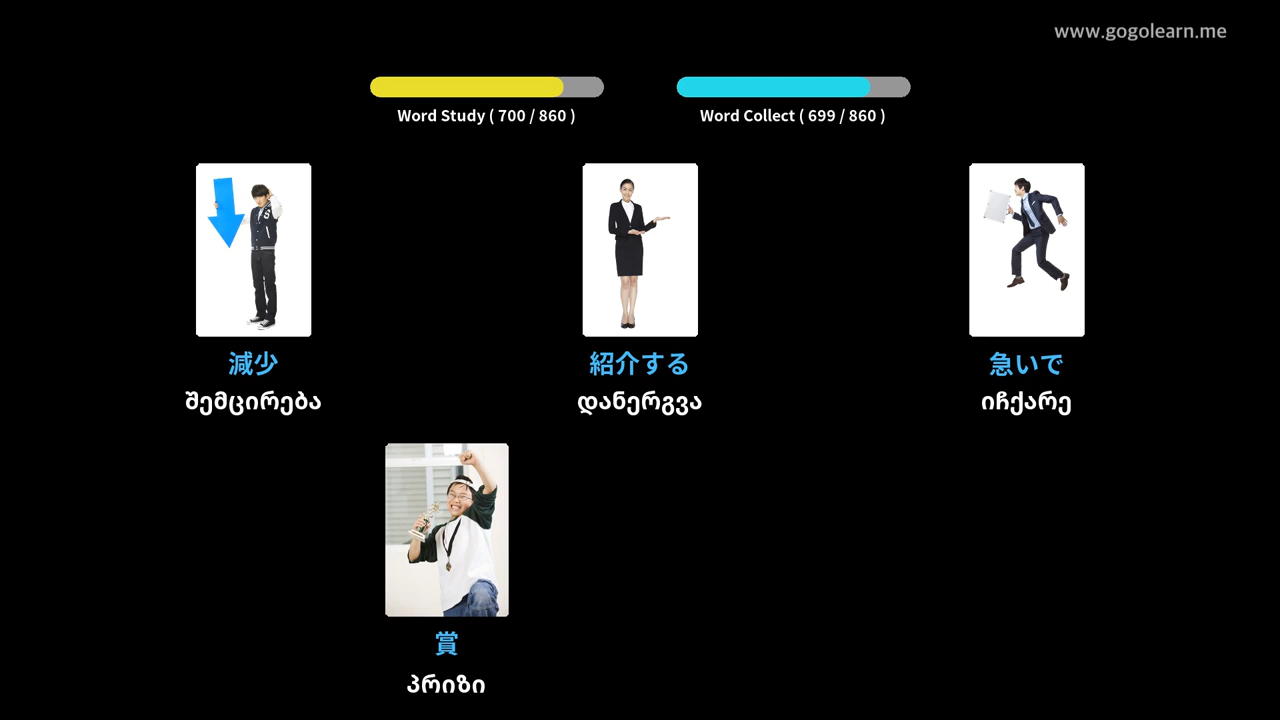 www.gogolearn.me
Word Study ( 700 / 860 )
Word Collect ( 699 / 860 )
減少
შემცირება
紹介する
დანერგვა
急いで
იჩქარე
賞
პრიზი